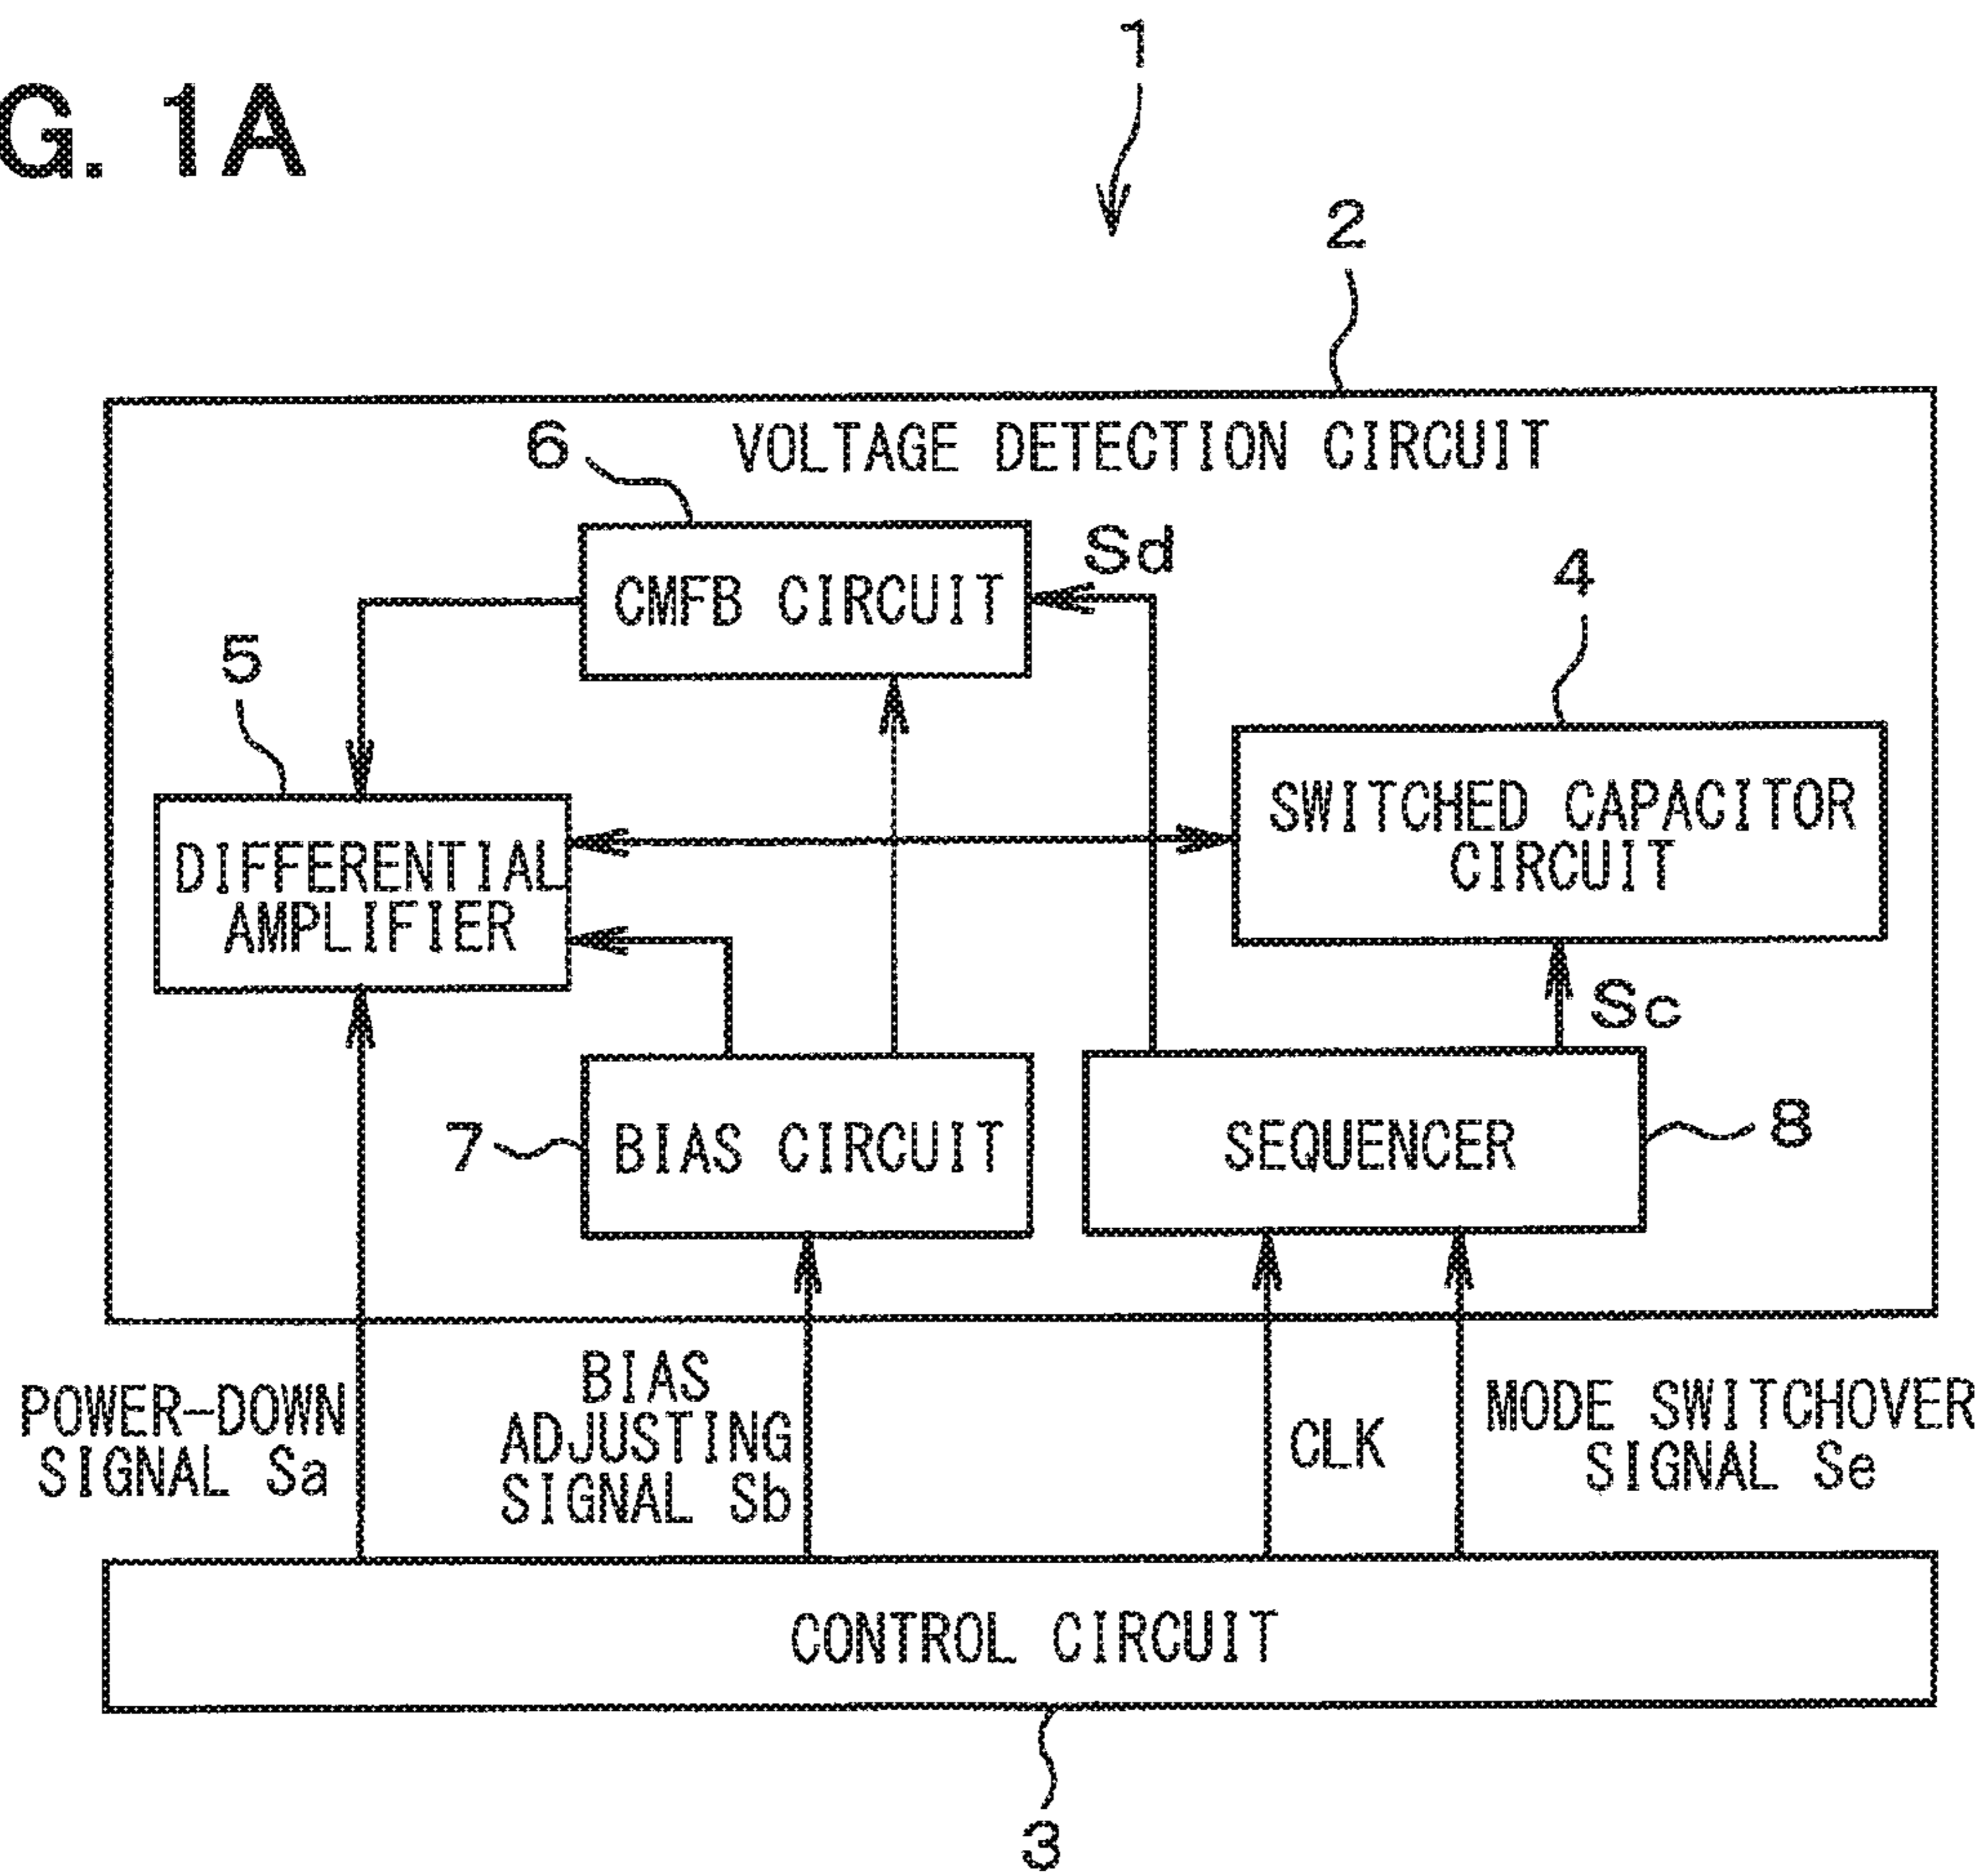 G. 1A
1
2
VOLTAGE DETECTION CIRCUIT
6
Sd
CMFB CIRCUIT
4
5
SWITCHED CAPACITOR
CIRCUIT
DIFFERENTIAL
AMPLIFIER
Sc
7
BIAS CIRCUIT
SEQUENCER
8
POWER-DOWN
SIGNAL Sa
BIAS
ADJUSTING
SIGNAL Sb
CLK
MODE SWITCHOVER
SIGNAL Se
CONTROL CIRCUIT
3